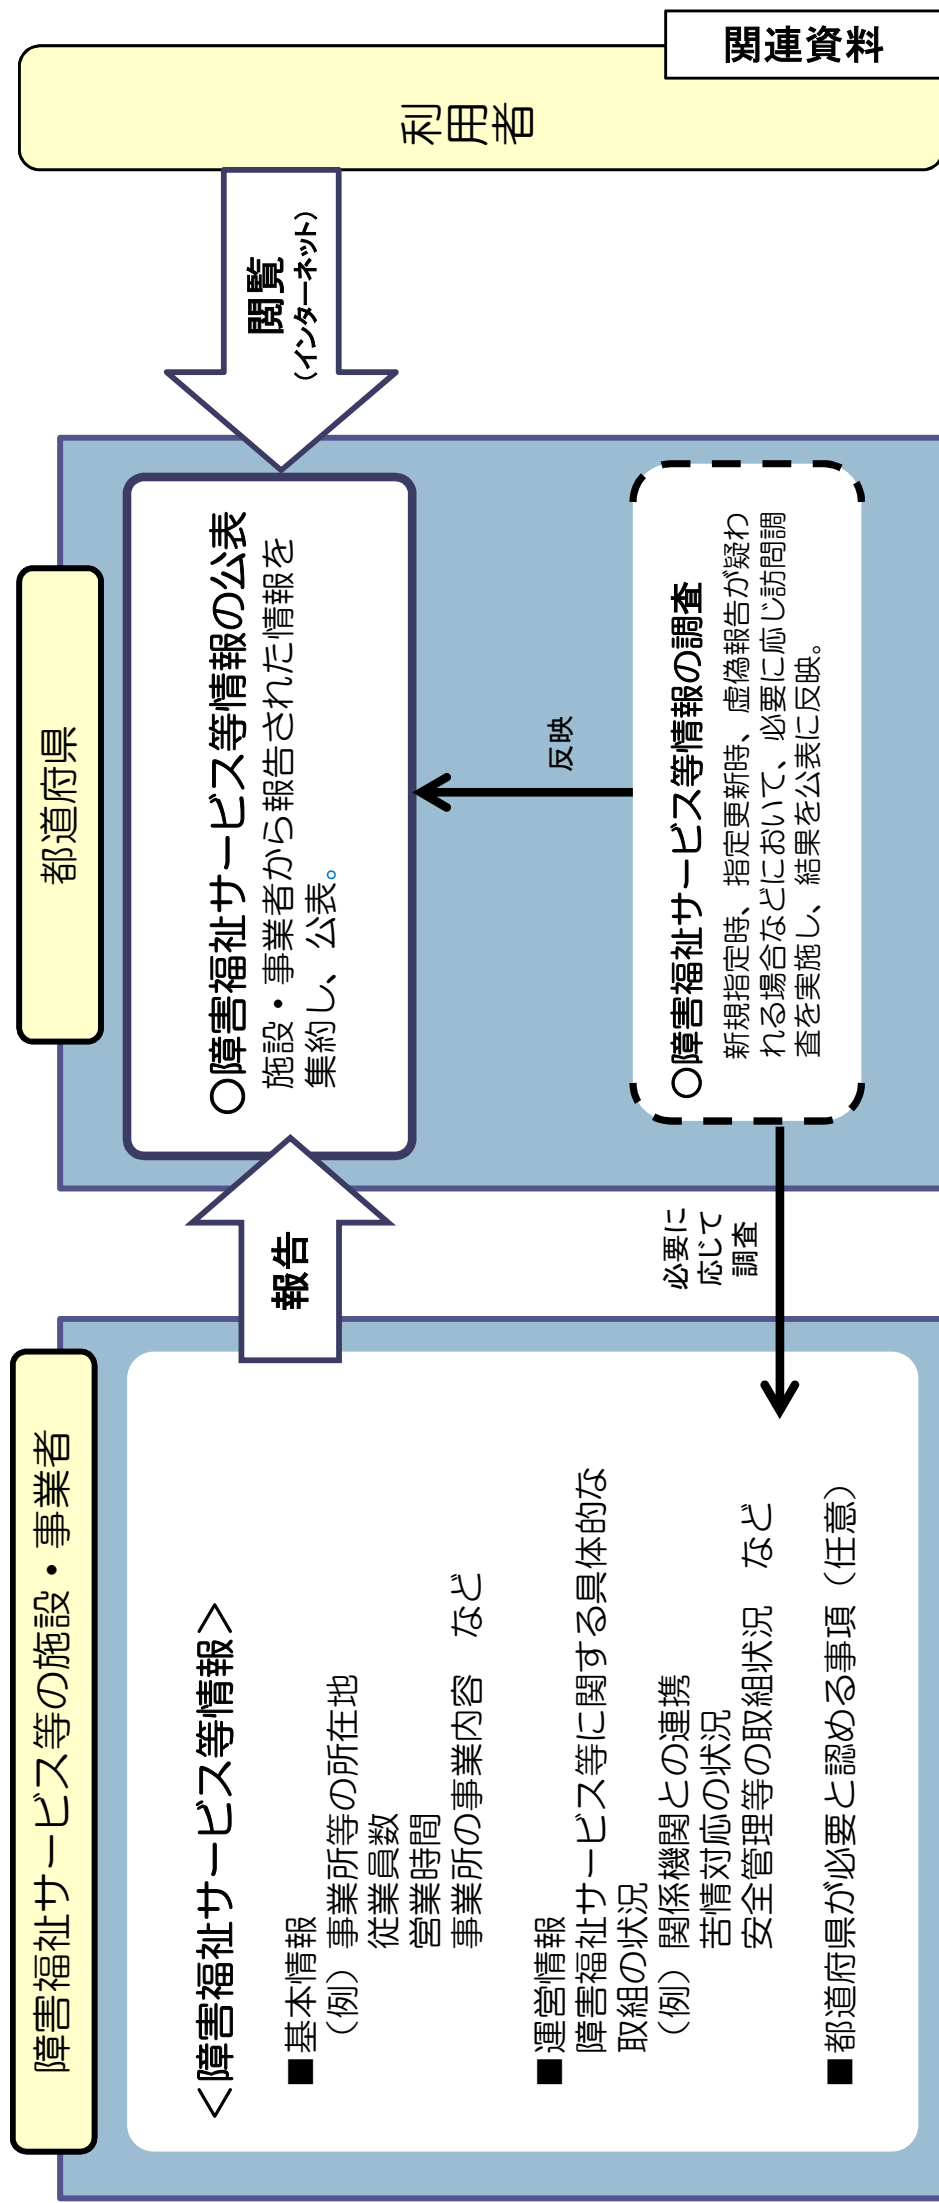 関連資料
障害福祉サービス等の施設・事業者
<障害福祉サービス等情報>
■基本情報
(例)事業所等の所在地
従業員数
営業時間
事業所の事業内容　など
■運営情報
障害福祉サービス等に関する具体的な
取組の状況
(例)関係機関との連携
苦情対応の状況
安全管理等の取組状況　など
■都道府県が必要と認める事項(任意)
報告
必要に
応じて
調査
都道府県
○障害福祉サービス等情報の公表
施設・事業者から報告された情報を
集約し、公表。
反映
○障害福祉サービス等情報の調査
新規指定時、指定更新時、虚偽報告が疑わ
れる場合などにおいて、必要に応じ訪問調
査を実施し、結果を公表に反映。
閲覧
(インターネット)
利用者